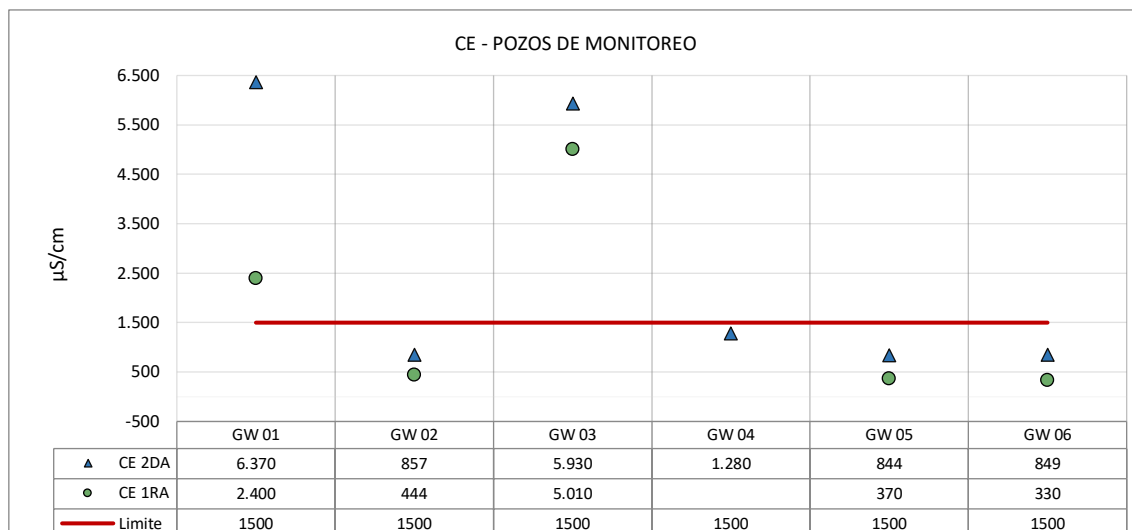 CE - POZOS DE MONITOREO
6.500
5.500
4.500
3.500
2.500
1.500
500
-500
µS/cm
GW 01 GW 02 GW 03 GW 04 GW 05 GW 06
CE 2DA 6.370 857 5.930 1.280 844 849
CE 1RA 2.400 444 5.010 370 330
Limite 1500 1500 1500 1500 1500 1500